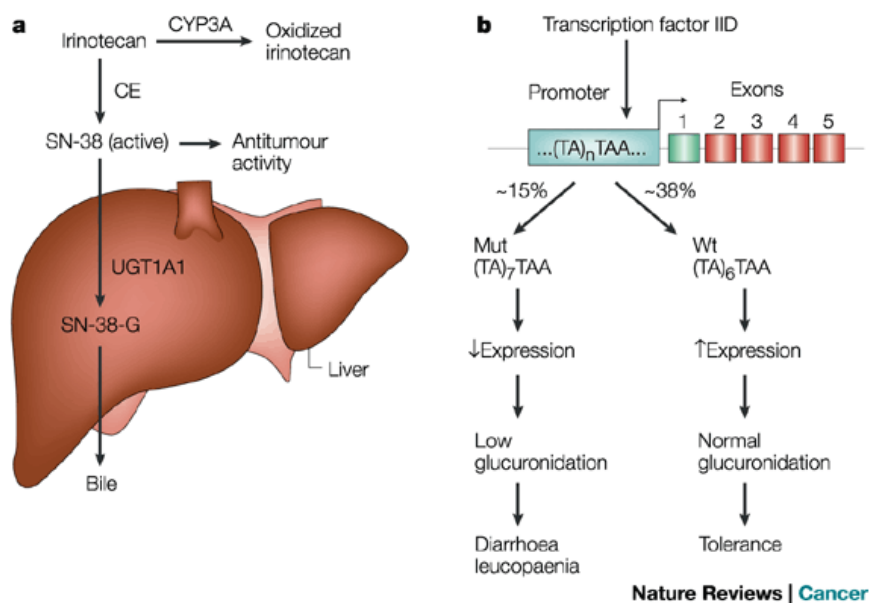 a
Irinotecan
CYP3A
Oxidized
irinotecan
CE
SN-38 (active)
Antitumour
activity
UGT1A1
SN-38-G
Liver
Bile
b
Transcription factor IID
Promoter
Exons
1 2 3 4 5
...(TA)nTAA...
~15%
~38%
Mut
(TA)7TAA
Wt
(TA)6TAA
↓Expression
↑Expression
Low
glucuronidation
Normal
glucuronidation
Diarrhoea
leucopaenia
Tolerance
Nature Reviews | Cancer